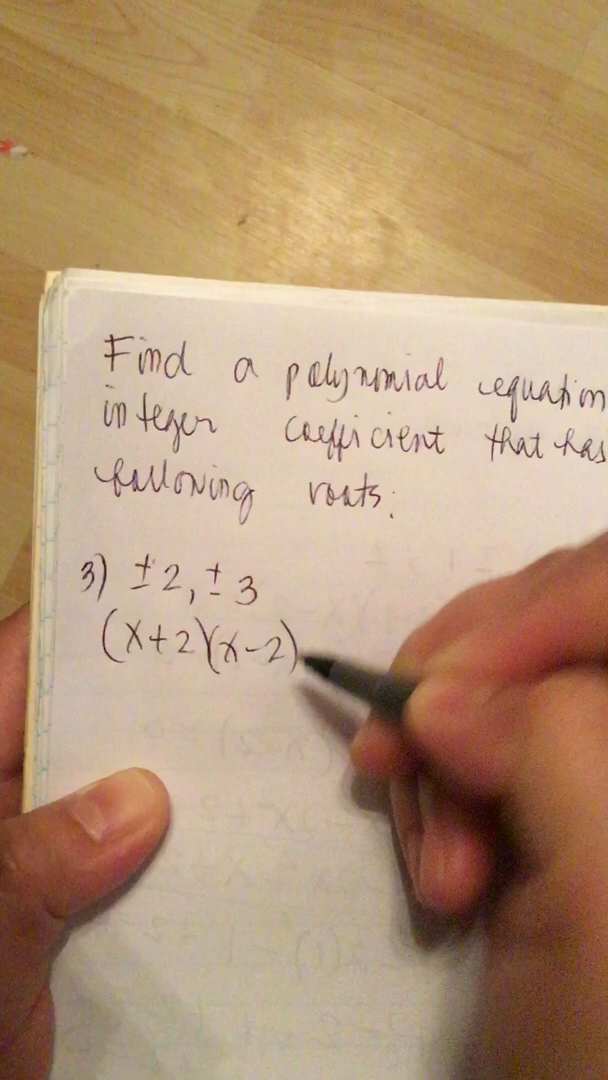 Find a polynomial equation
integer coefficient that has
following roots:
3) ±2, ±3
(x+2)(x-2)